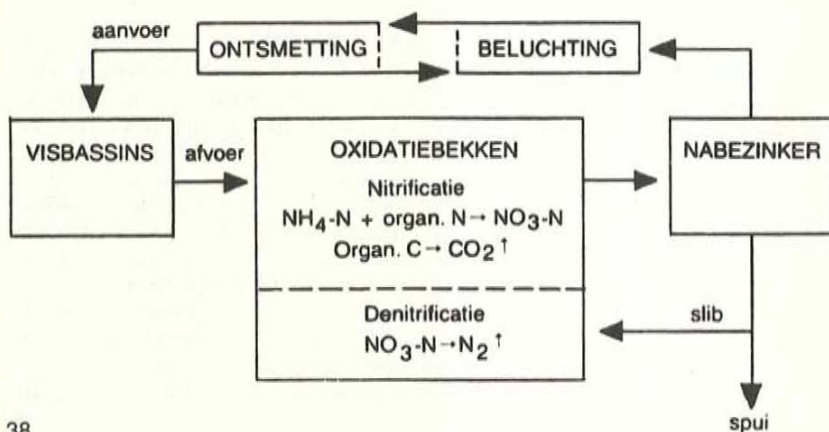 aanvoer
ONTSMETTING
BELUCHTING
VISBASSINS
afvoer
OXIDATIEBEKKEN
Nitrificatie
NH4-N + organ. N → NO3-N
Organ. C → CO2 ↑
Denitrificatie
NO3-N → N2 ↑
NABEZINKER
slib
spui
38